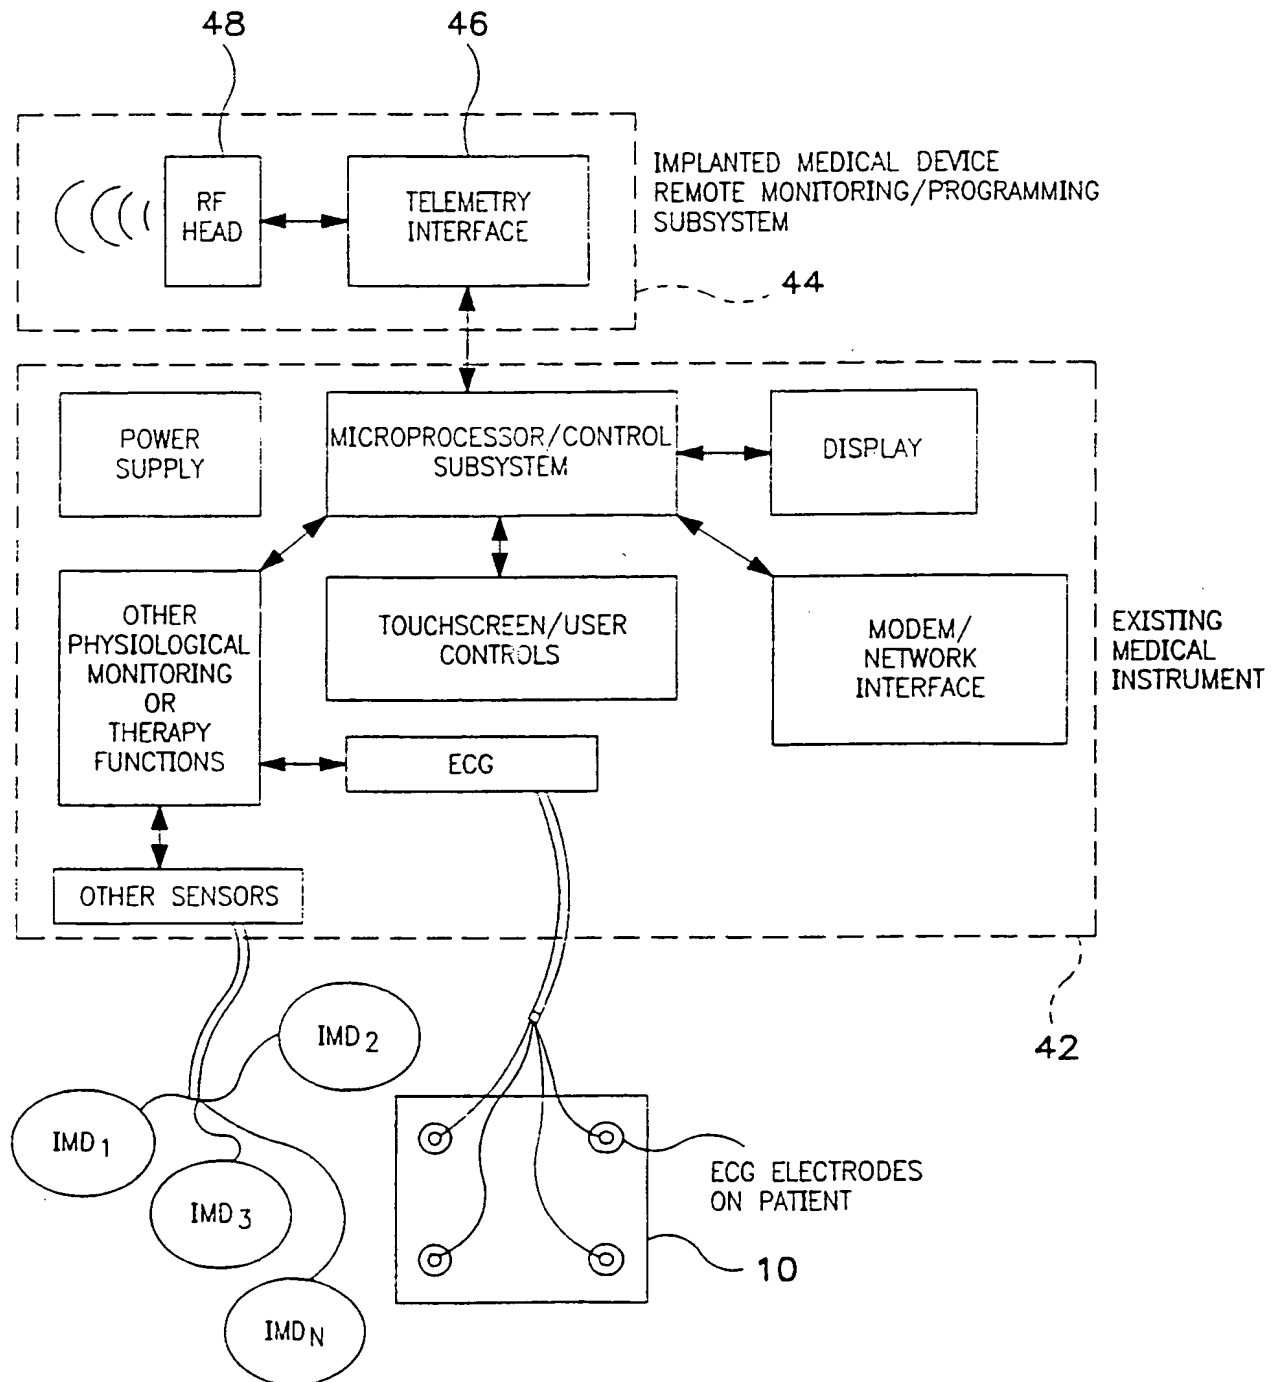 48
46
RF
HEAD
TELEMETRY
INTERFACE
IMPLANTED MEDICAL DEVICE
REMOTE MONITORING/PROGRAMMING
SUBSYSTEM
44
POWER
SUPPLY
MICROPROCESSOR/CONTROL
SUBSYSTEM
DISPLAY
OTHER
PHYSIOLOGICAL
MONITORING
OR
THERAPY
FUNCTIONS
TOUCHSCREEN/USER
CONTROLS
MODEM/
NETWORK
INTERFACE
EXISTING
MEDICAL
INSTRUMENT
ECG
OTHER SENSORS
42
IMD2
IMD1
IMD3
IMDN
ECG ELECTRODES
ON PATIENT
10